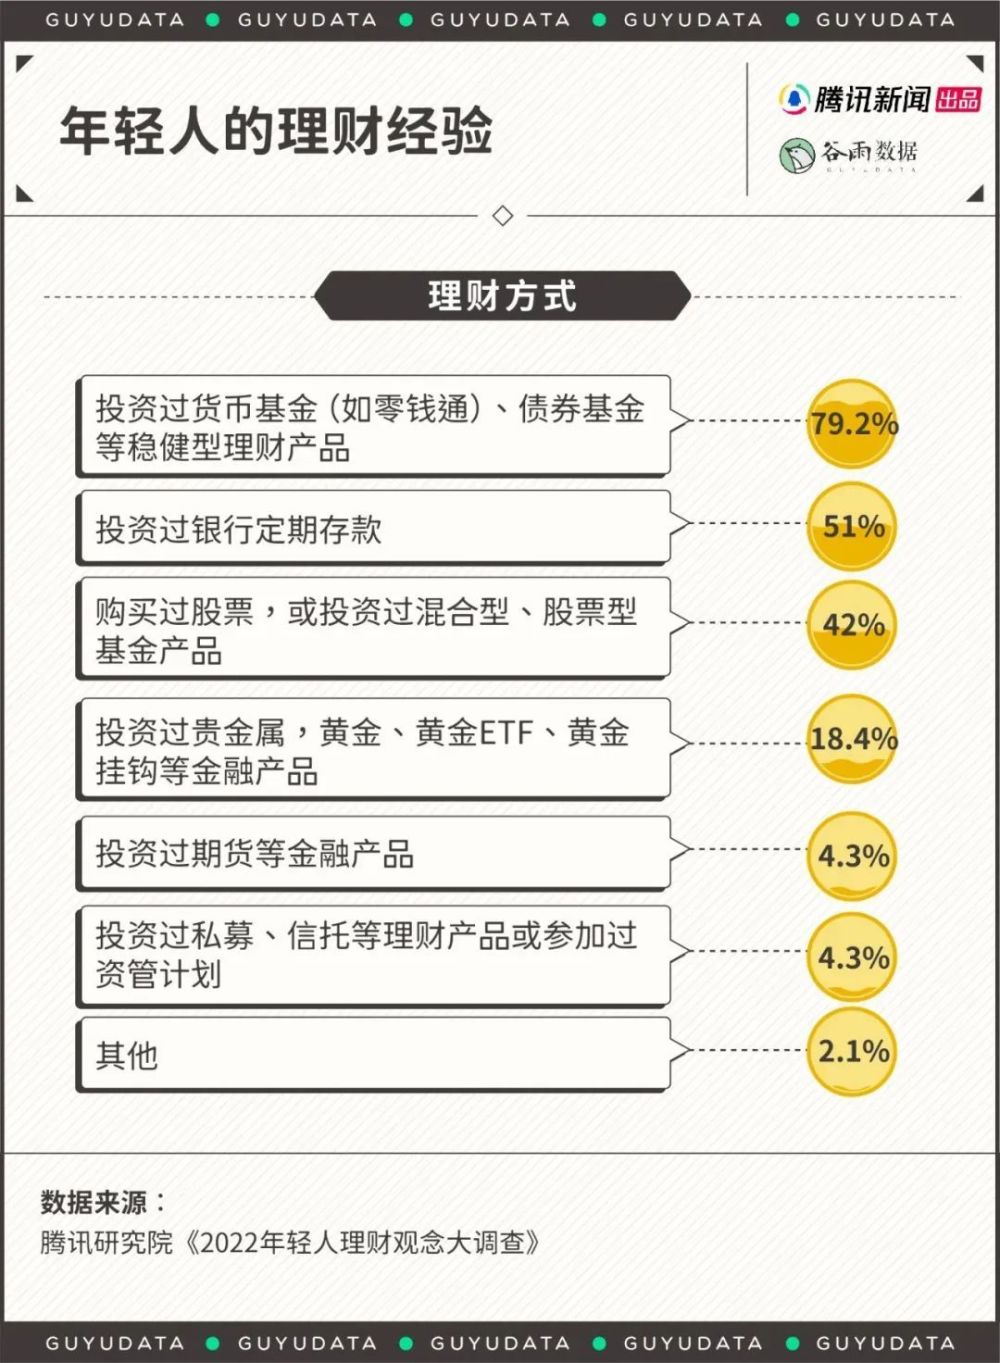 GUYUDATA GUYUDATA GUYUDATA GUYUDATA GUYUDATA
年轻人的理财经验
腾讯新闻 出品
谷雨数据
GUYUDATA
理财方式
投资过货币基金（如零钱通）、债券基金
等稳健型理财产品
79.2%
投资过银行定期存款
51%
购买过股票，或投资过混合型、股票型
基金产品
42%
投资过贵金属，黄金、黄金ETF、黄金
挂钩等金融产品
18.4%
投资过期货等金融产品
4.3%
投资过私募、信托等理财产品或参加过
资管计划
4.3%
其他
2.1%
数据来源：
腾讯研究院《2022年轻人理财观念大调查》
GUYUDATA GUYUDATA GUYUDATA GUYUDATA GUYUDATA